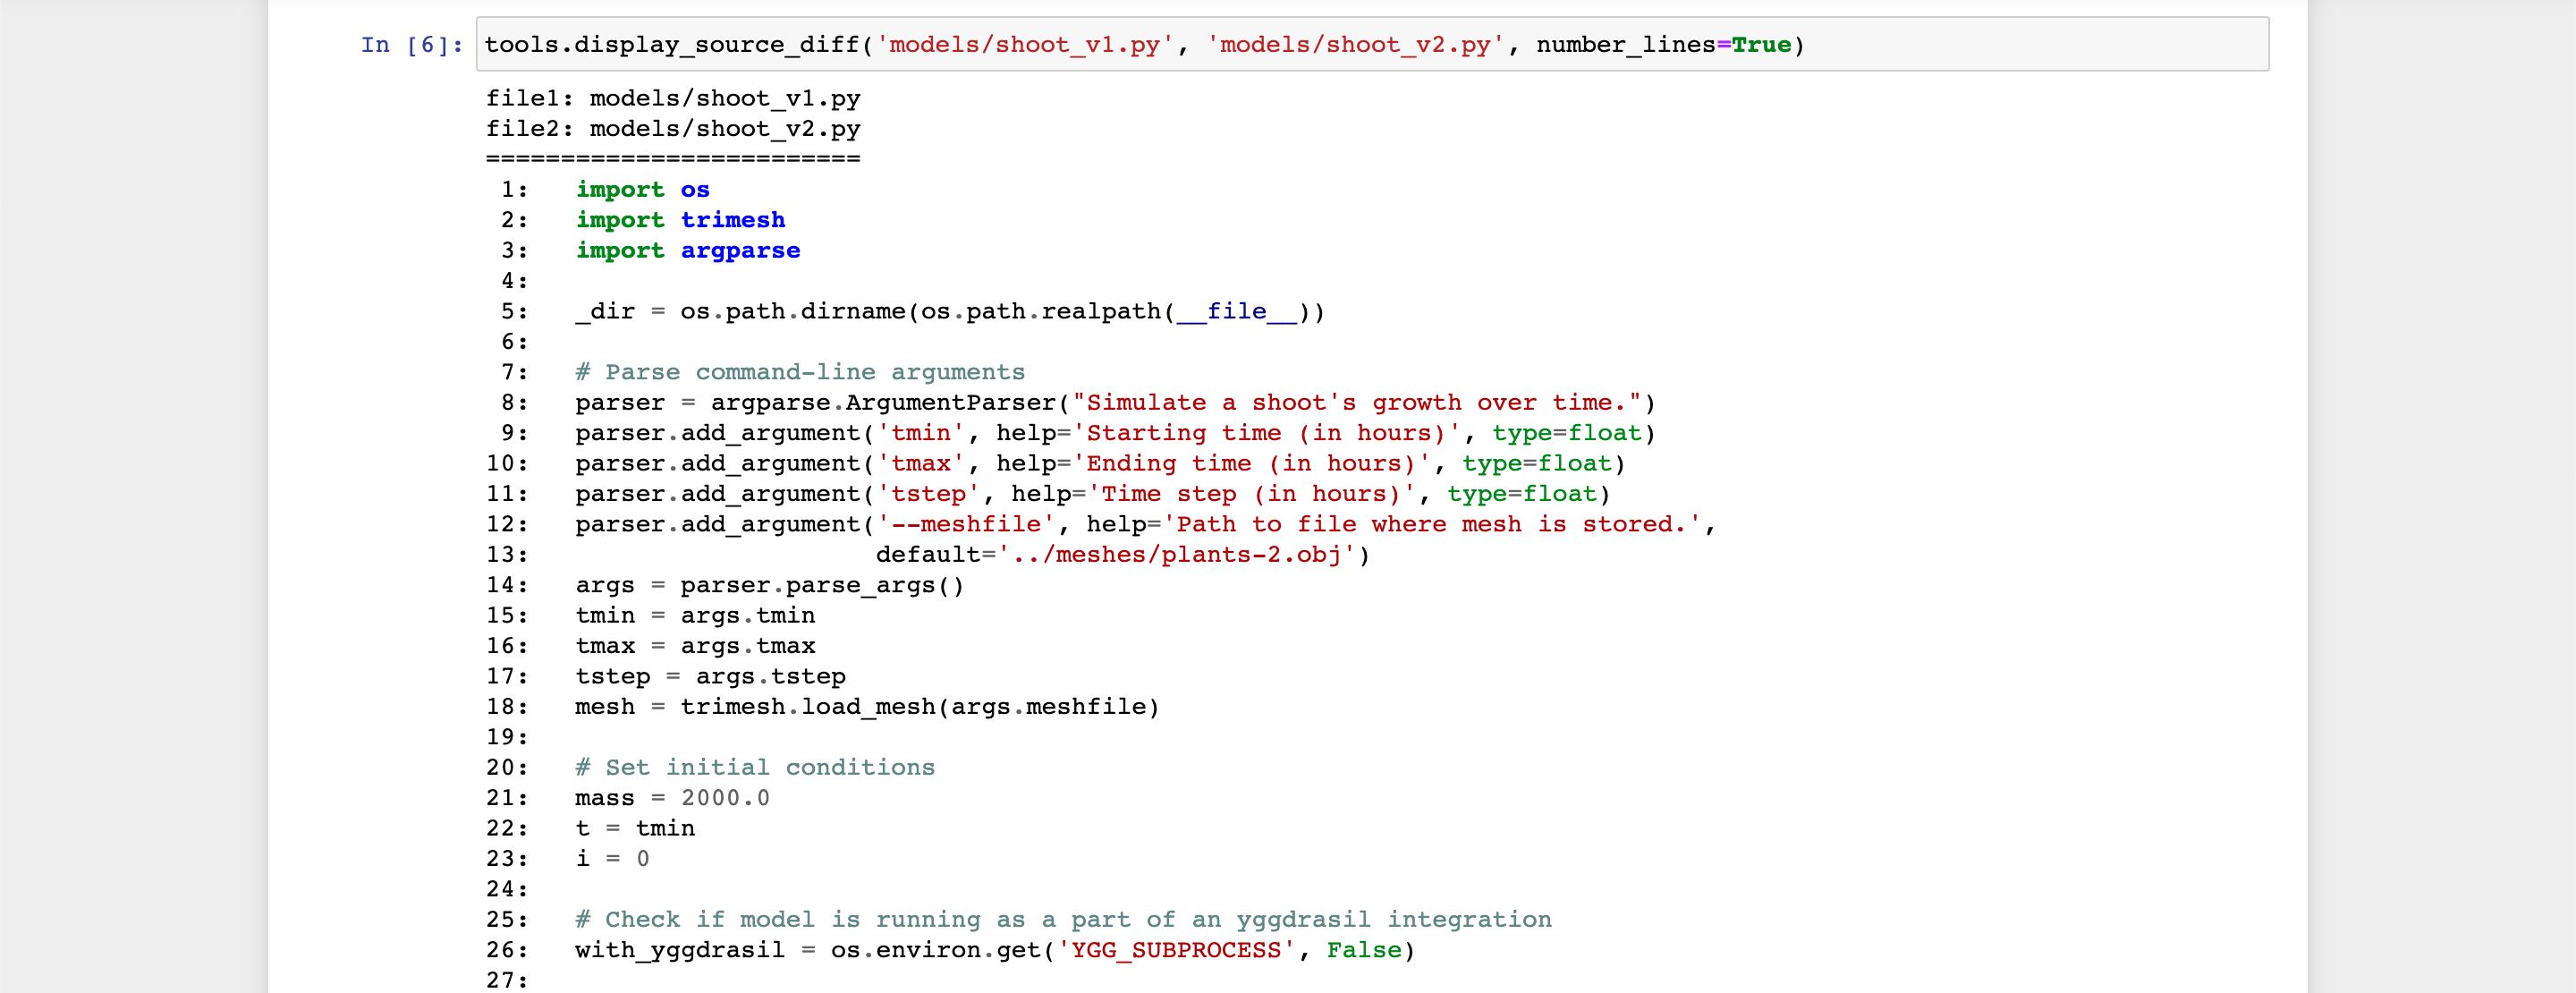 In [6]: tools.display_source_diff('models/shoot_v1.py', 'models/shoot_v2.py', number_lines=True)
file1: models/shoot_v1.py
file2: models/shoot_v2.py
=========================
 1:   import os
 2:   import trimesh
 3:   import argparse
 4:
 5:   _dir = os.path.dirname(os.path.realpath(__file__))
 6:
 7:   # Parse command-line arguments
 8:   parser = argparse.ArgumentParser("Simulate a shoot's growth over time.")
 9:   parser.add_argument('tmin', help='Starting time (in hours)', type=float)
10:   parser.add_argument('tmax', help='Ending time (in hours)', type=float)
11:   parser.add_argument('tstep', help='Time step (in hours)', type=float)
12:   parser.add_argument('--meshfile', help='Path to file where mesh is stored.',
13:                       default='../meshes/plants-2.obj')
14:   args = parser.parse_args()
15:   tmin = args.tmin
16:   tmax = args.tmax
17:   tstep = args.tstep
18:   mesh = trimesh.load_mesh(args.meshfile)
19:
20:   # Set initial conditions
21:   mass = 2000.0
22:   t = tmin
23:   i = 0
24:
25:   # Check if model is running as a part of an yggdrasil integration
26:   with_yggdrasil = os.environ.get('YGG_SUBPROCESS', False)
27: